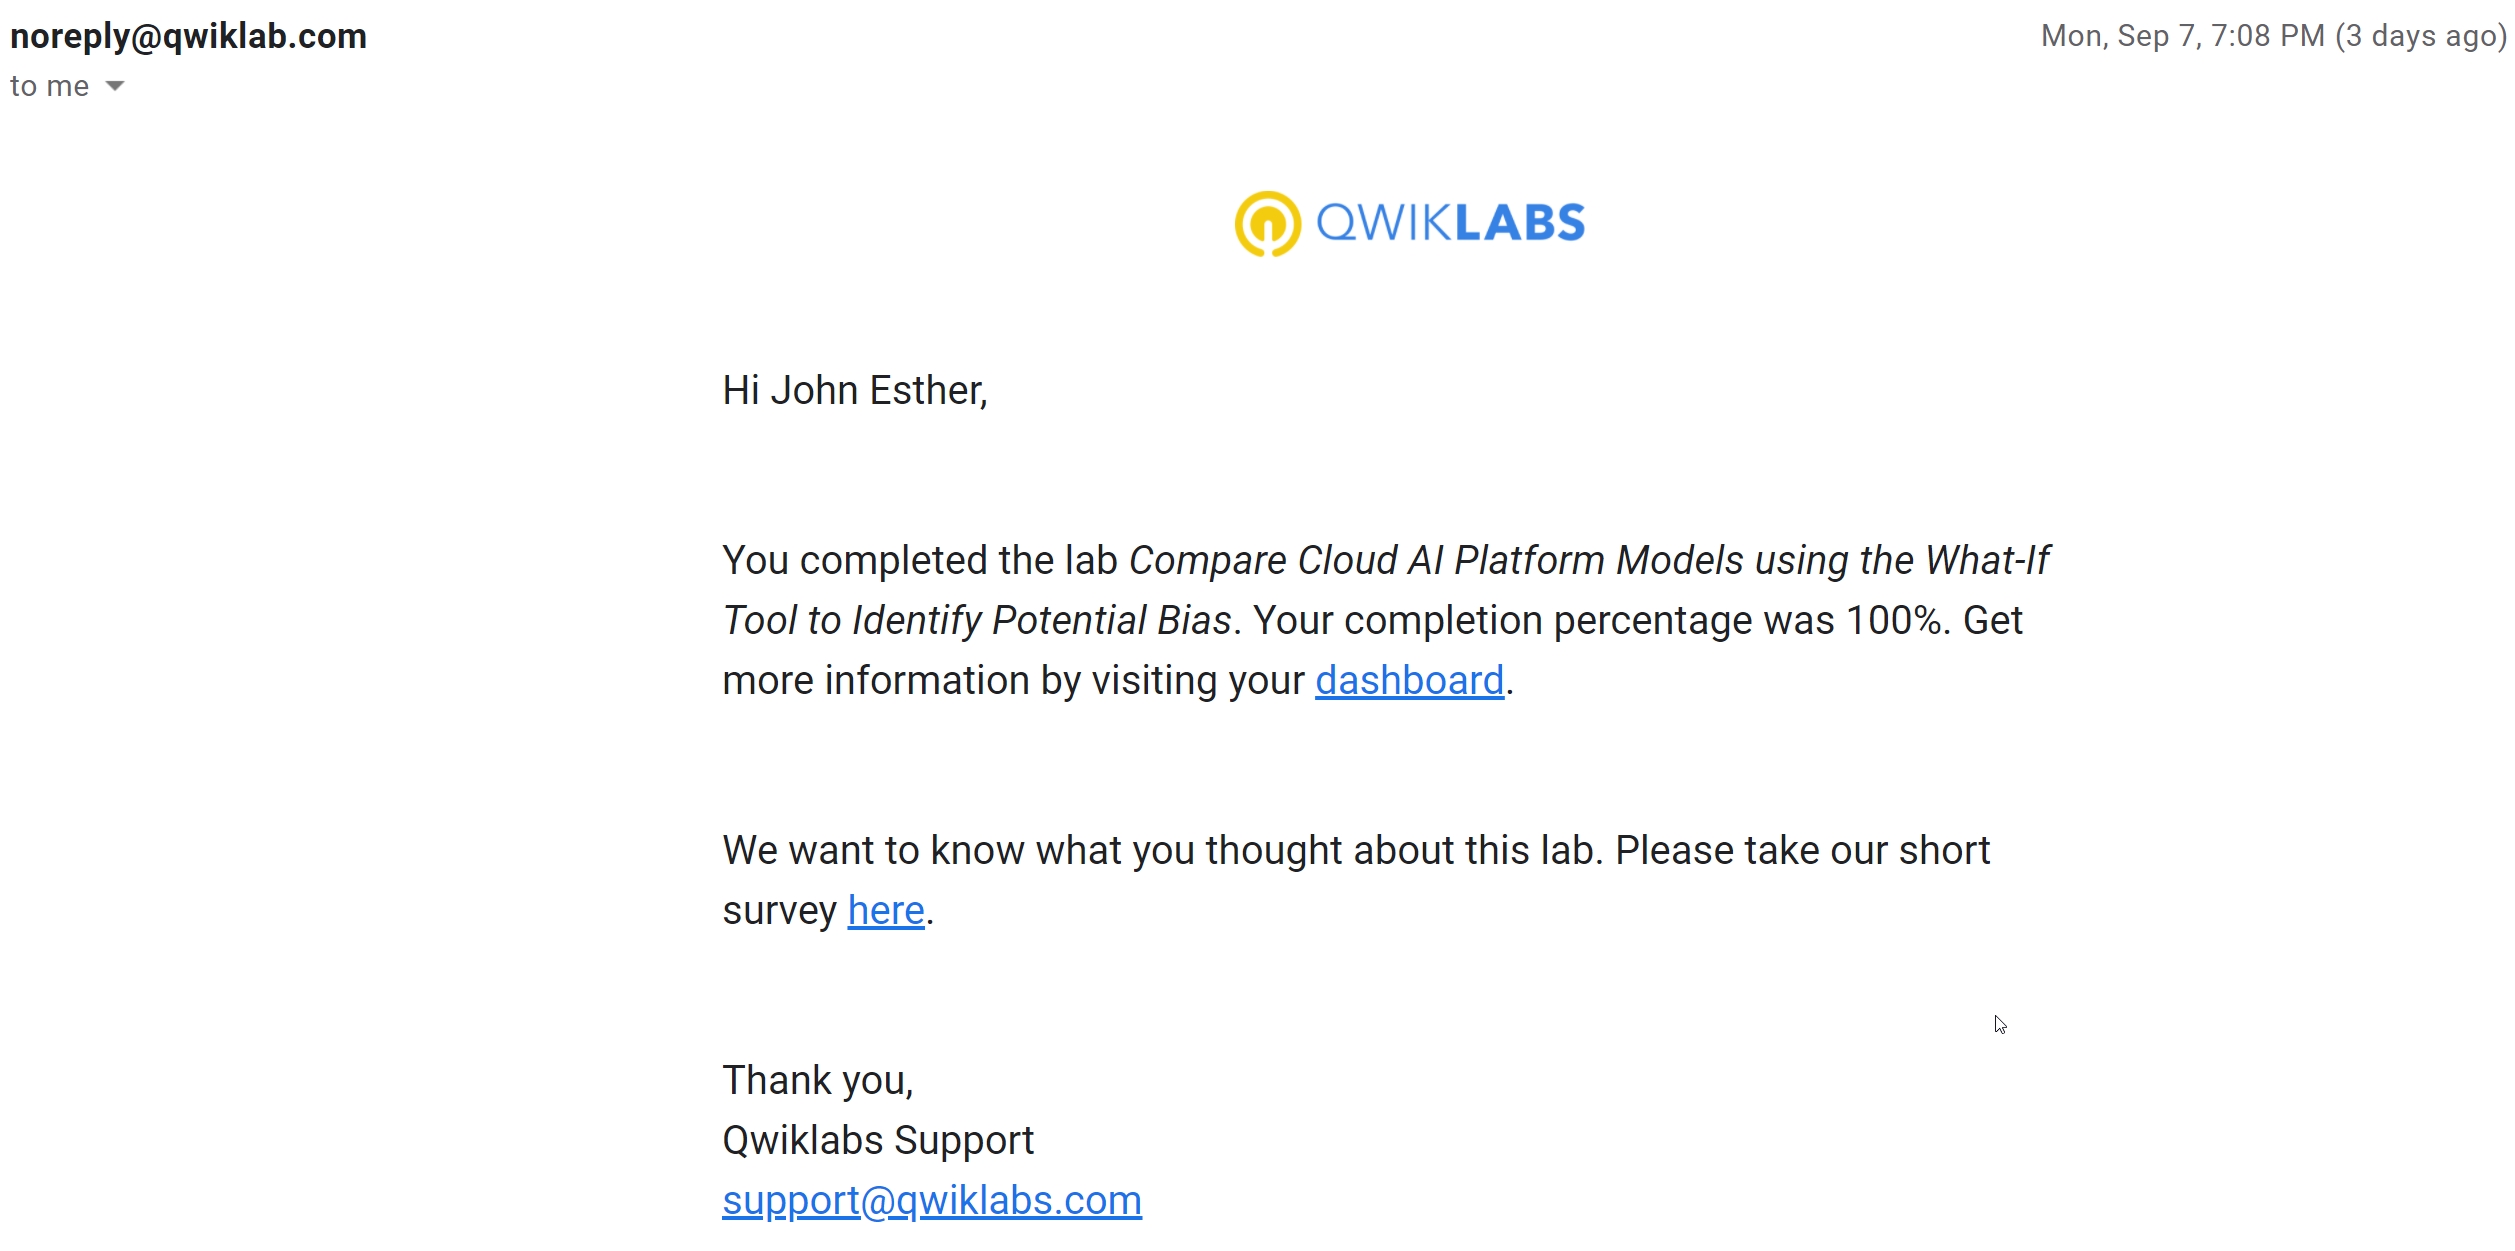 noreply@qwiklab.com
Mon, Sep 7, 7:08 PM (3 days ago)
to me
QWIKLABS
Hi John Esther,
You completed the lab Compare Cloud AI Platform Models using the What-If
Tool to Identify Potential Bias. Your completion percentage was 100%. Get
more information by visiting your dashboard.
We want to know what you thought about this lab. Please take our short
survey here.
Thank you,
Qwiklabs Support
support@qwiklabs.com